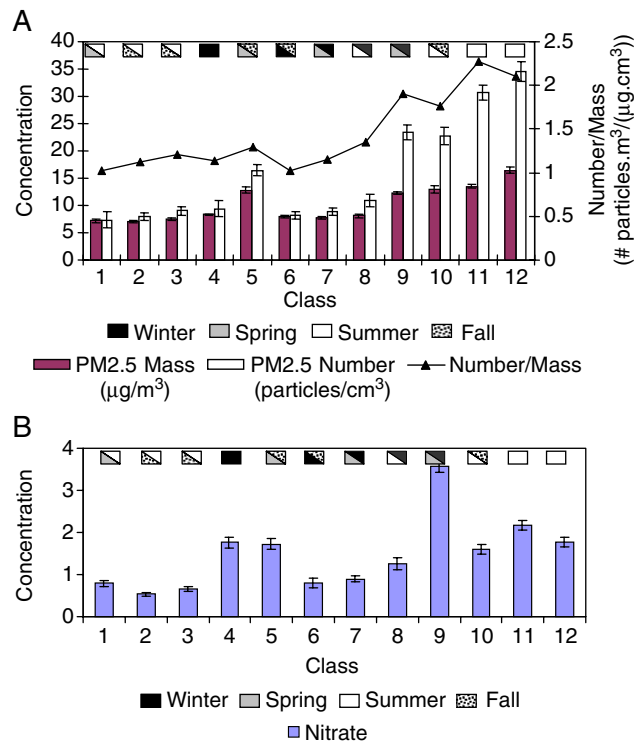 A
40
35
30
25
20
15
10
5
0
Concentration
2.5
2
1.5
1
0.5
0
Number/Mass
(# particles.m³/(μg.cm³))
1 2 3 4 5 6 7 8 9 10 11 12
Class
Winter Spring Summer Fall
PM2.5 Mass PM2.5 Number Number/Mass
(μg/m³) (particles/cm³)
B
4
3
2
1
0
Concentration
1 2 3 4 5 6 7 8 9 10 11 12
Class
Winter Spring Summer Fall
Nitrate